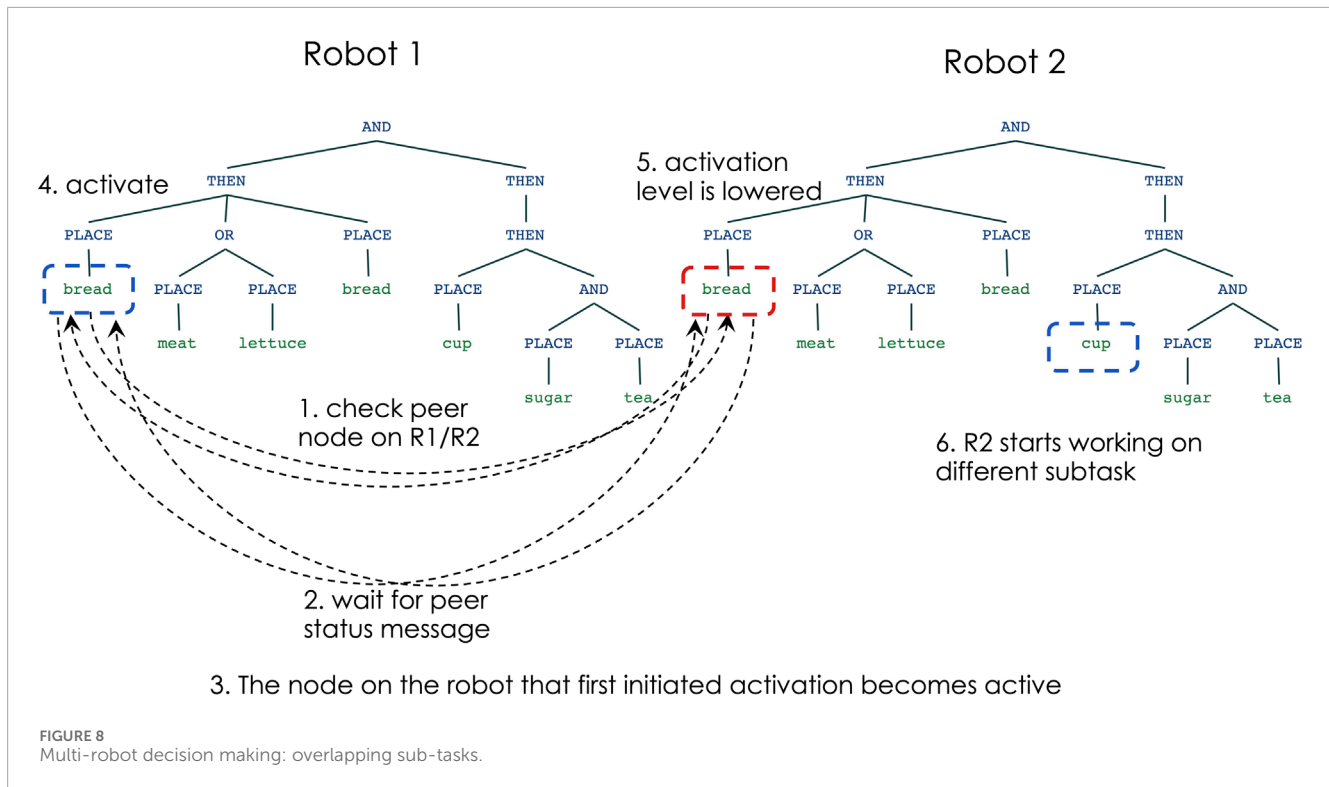 Robot 1
Robot 2
AND
AND
4. activate
THEN
THEN
5. activation
level is lowered
THEN
THEN
PLACE
OR
PLACE
THEN
PLACE
OR
PLACE
THEN
bread
PLACE
PLACE
bread
PLACE
AND
bread
PLACE
PLACE
bread
PLACE
AND
meat
lettuce
cup
PLACE
PLACE
meat
lettuce
cup
PLACE
PLACE
sugar
tea
sugar
tea
1. check peer
node on R1/R2
6. R2 starts working on
different subtask
2. wait for peer
status message
3. The node on the robot that first initiated activation becomes active
FIGURE 8
Multi-robot decision making: overlapping sub-tasks.